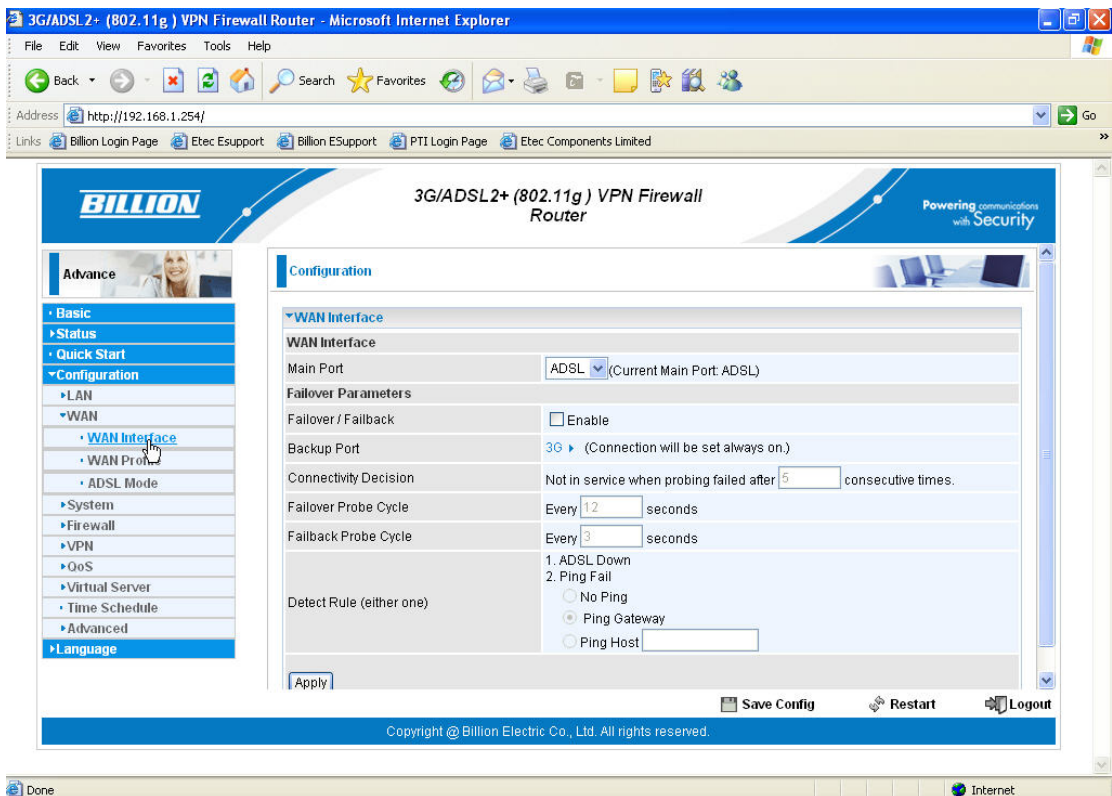 3G/ADSL2+ (802.11g ) VPN Firewall Router - Microsoft Internet Explorer
File Edit View Favorites Tools Help
Back Search Favorites
Address http://192.168.1.254/ Go
Links Billion Login Page Etec Esupport Billion ESupport PTI Login Page Etec Components Limited »
BILLION
3G/ADSL2+ (802.11g ) VPN Firewall
Router
Powering communications
with Security
Advance
Configuration
Basic
Status
Quick Start
Configuration
LAN
WAN
WAN Interface
WAN Profile
ADSL Mode
System
Firewall
VPN
QoS
Virtual Server
Time Schedule
Advanced
Language
WAN Interface
WAN Interface
Main Port ADSL (Current Main Port: ADSL)
Failover Parameters
Failover / Failback Enable
Backup Port 3G (Connection will be set always on.)
Connectivity Decision Not in service when probing failed after 5 consecutive times.
Failover Probe Cycle Every 12 seconds
Failback Probe Cycle Every 3 seconds
Detect Rule (either one)
1. ADSL Down
2. Ping Fail
No Ping
Ping Gateway
Ping Host
Apply
Save Config Restart Logout
Copyright @ Billion Electric Co., Ltd. All rights reserved.
Done Internet